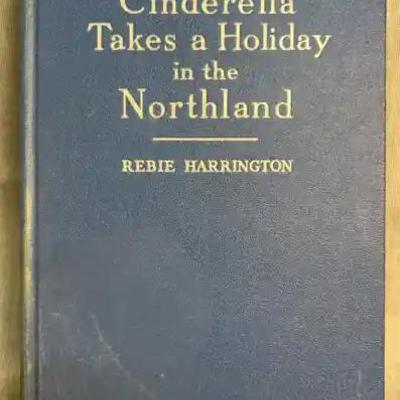 Cinderella
Takes a Holiday
in the
Northland
REBIE HARRINGTON